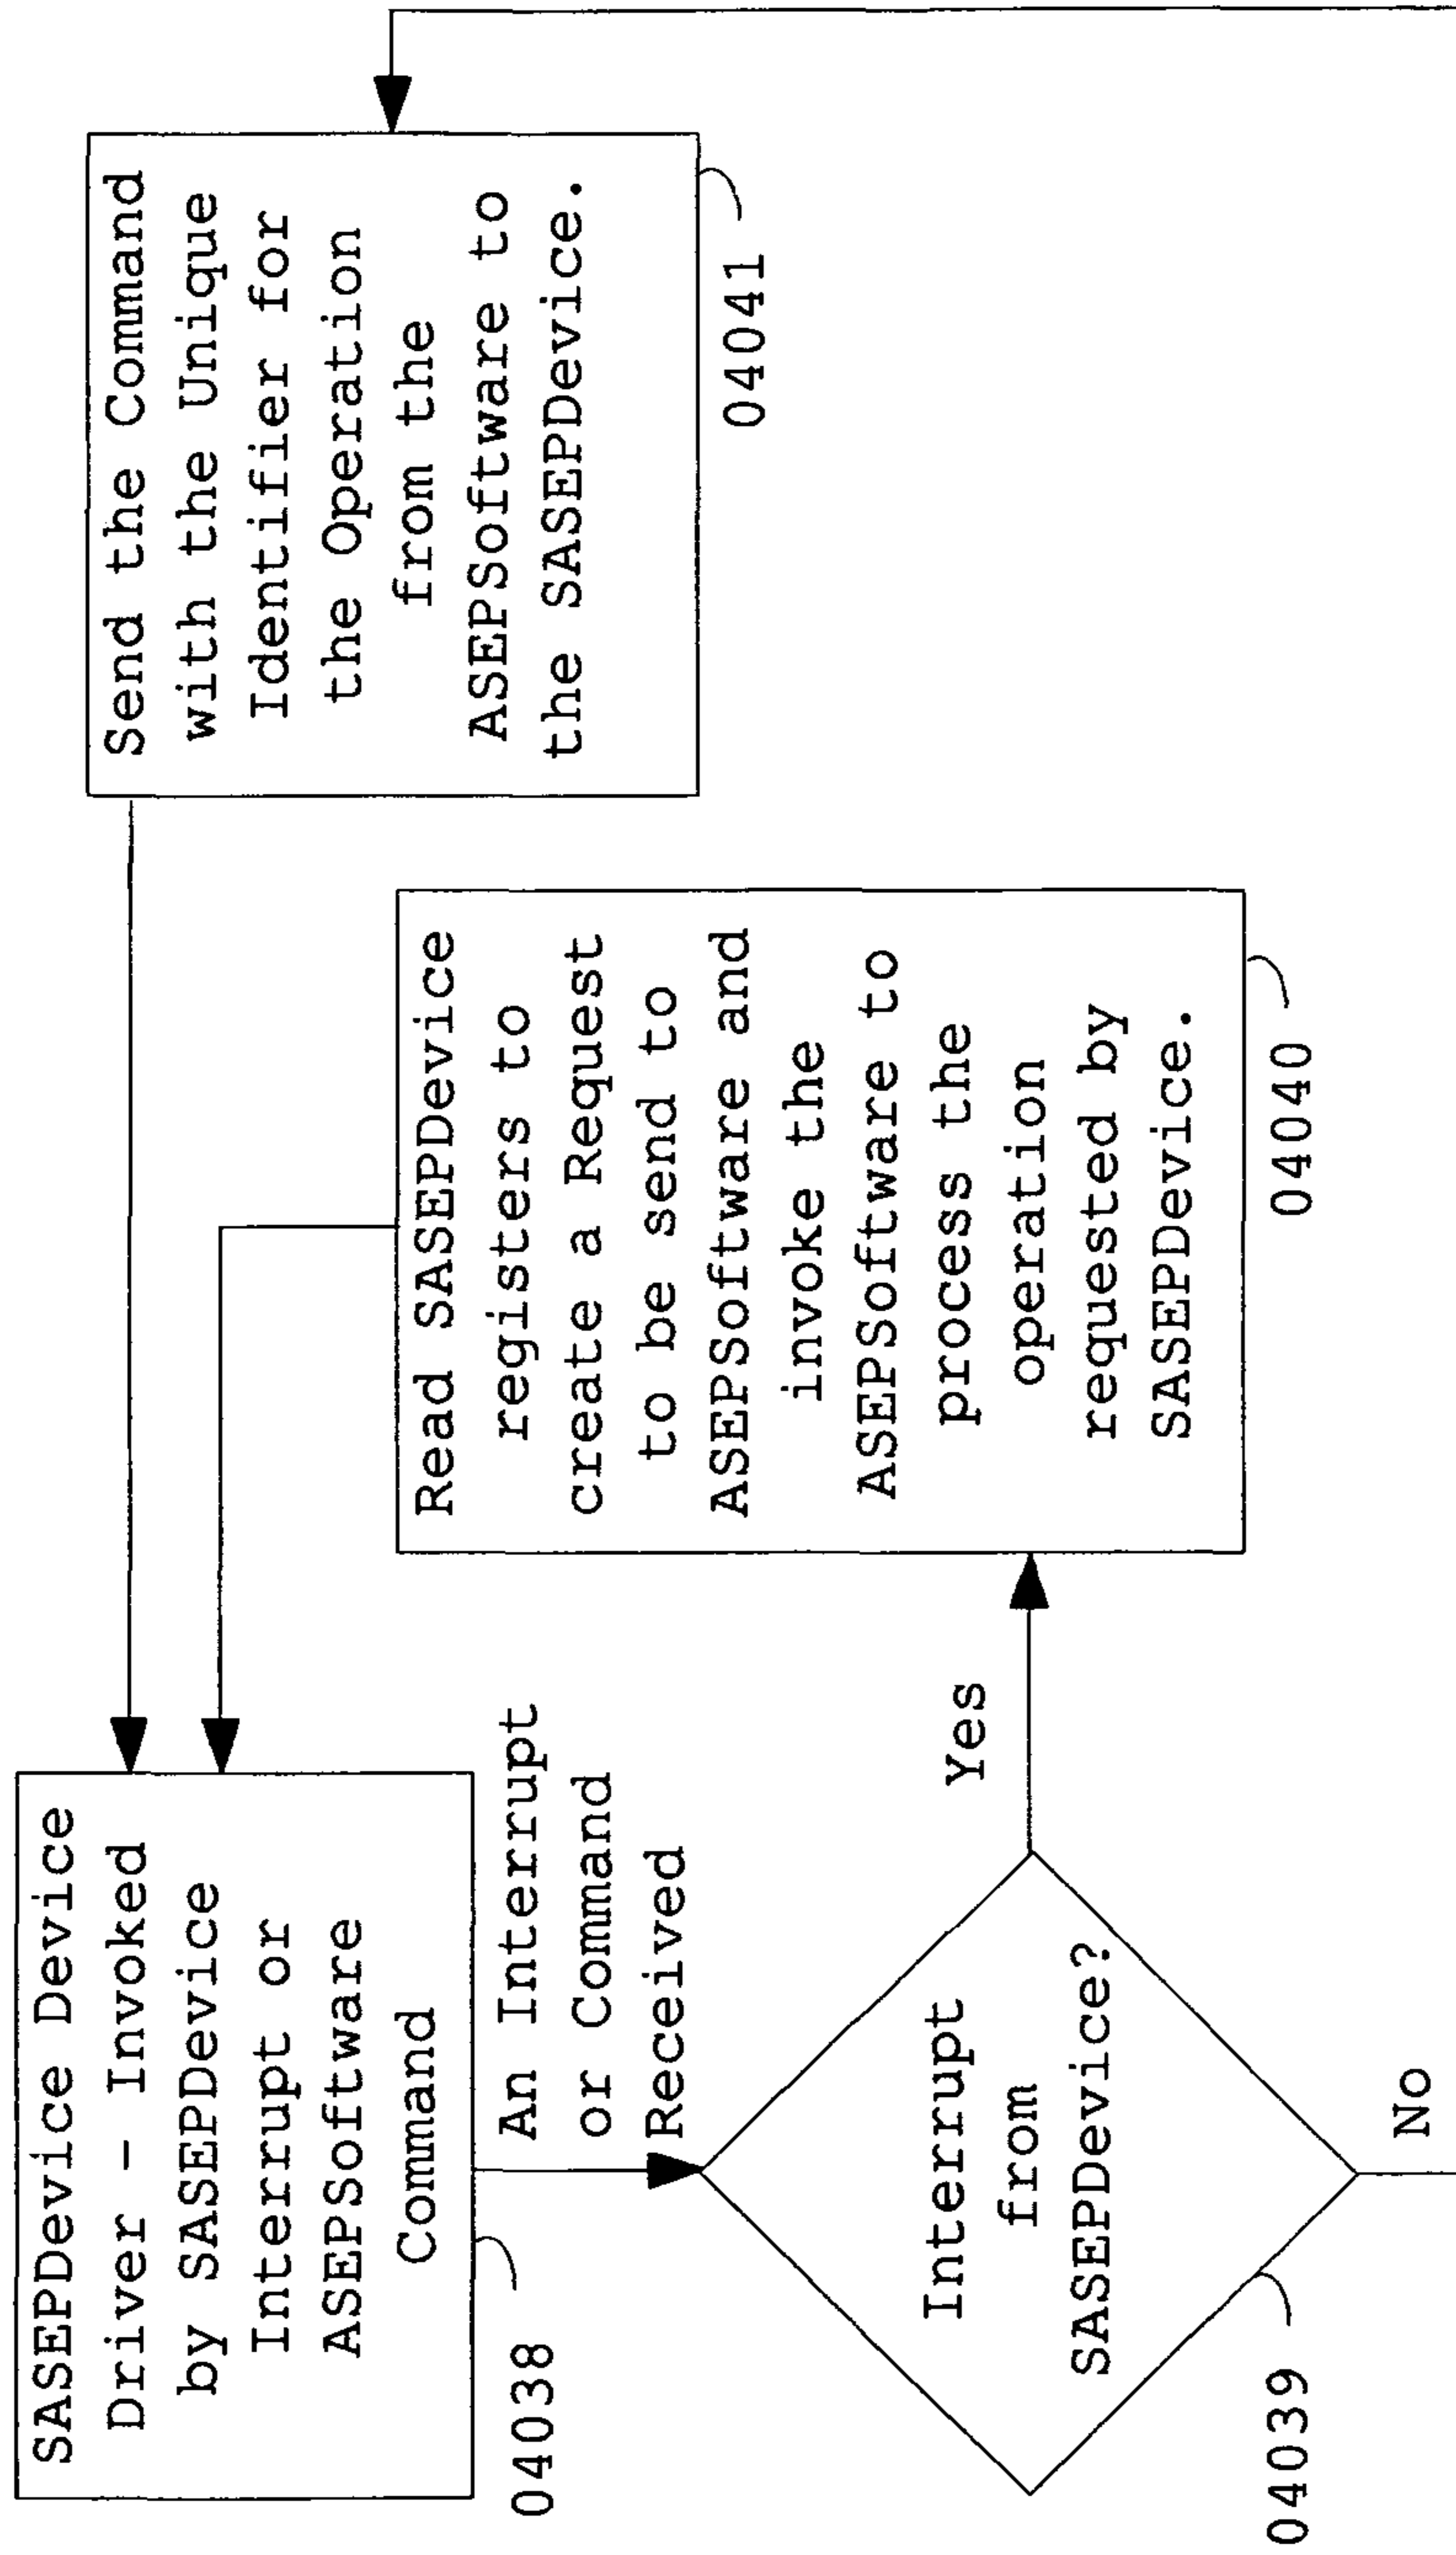 SASEPDevice Device
Driver – Invoked
by SASEPDevice
Interrupt or
ASEPSoftware
Command
04038
An Interrupt
or Command
Received
Interrupt
from
SASEPDevice?
04039
Yes
No
Read SASEPDevice
registers to
create a Request
to be send to
ASEPSoftware and
invoke the
ASEPSoftware to
process the
operation
requested by
SASEPDevice.
04040
Send the Command
with the Unique
Identifier for
the Operation
from the
ASEPSoftware to
the SASEPDevice.
04041